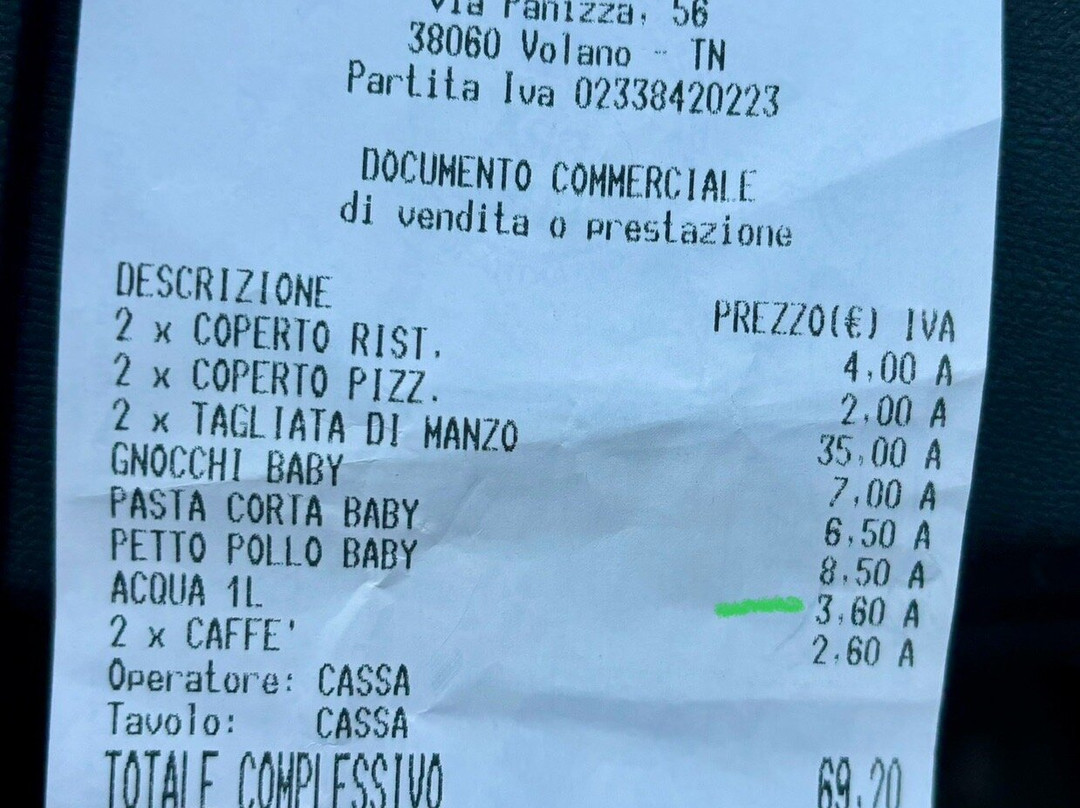 Via Panizza, 56
38060 Volano - TN
Partita Iva 02338420223
DOCUMENTO COMMERCIALE
di vendita o prestazione
DESCRIZIONE PREZZO(€) IVA
2 x COPERTO RIST. 4,00 A
2 x COPERTO PIZZ. 2,00 A
2 x TAGLIATA DI MANZO 35,00 A
GNOCCHI BABY 7,00 A
PASTA CORTA BABY 6,50 A
PETTO POLLO BABY 8,50 A
ACQUA 1L 3,60 A
2 x CAFFE' 2,60 A
Operatore: CASSA
Tavolo: CASSA
TOTALE COMPLESSIVO 69,20